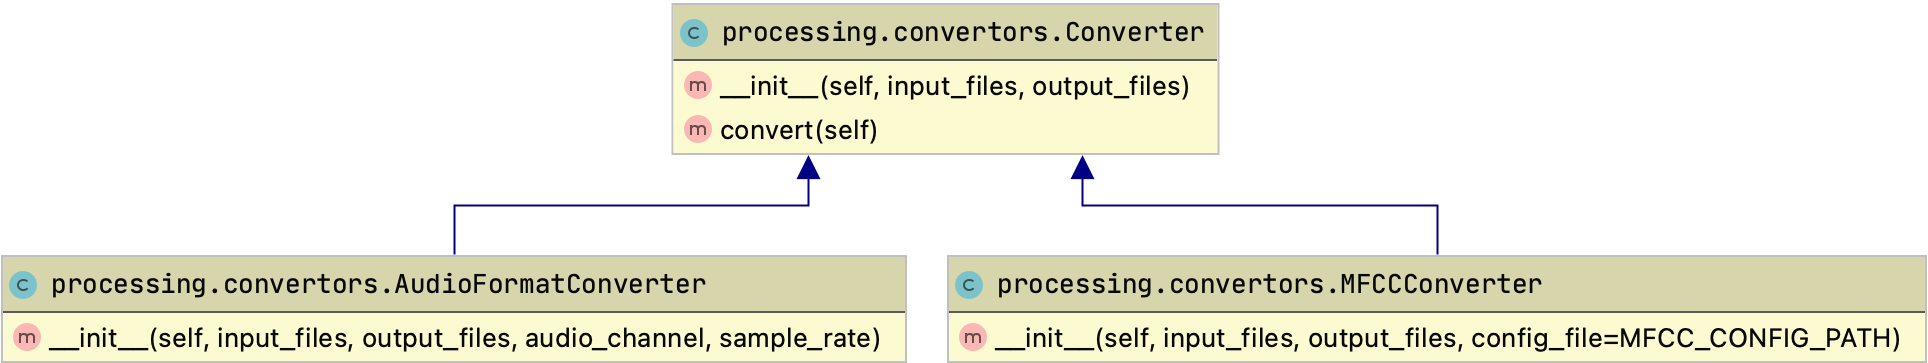 C processing.convertors.Converter
m __init__(self, input_files, output_files)
m convert(self)
C processing.convertors.AudioFormatConverter
m __init__(self, input_files, output_files, audio_channel, sample_rate)
C processing.convertors.MFCCConverter
m __init__(self, input_files, output_files, config_file=MFCC_CONFIG_PATH)